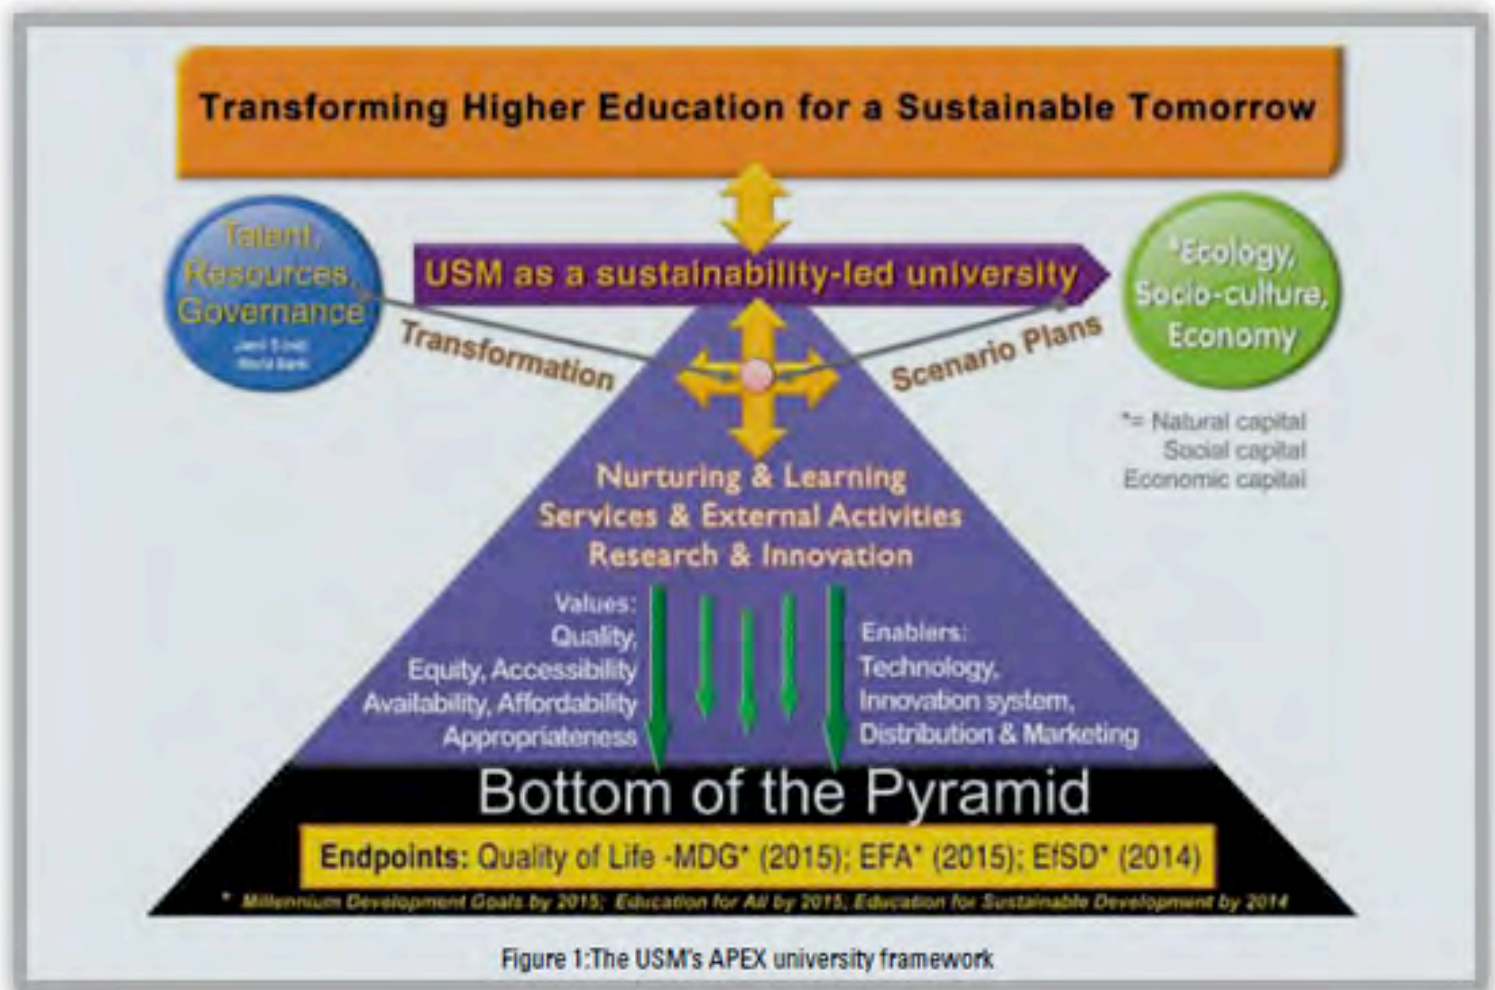 Transforming Higher Education for a Sustainable Tomorrow
Talent,
Resources,
Governance
World Bank
USM as a sustainability-led university
*Ecology,
Socio-culture,
Economy
Transformation
Scenario Plans
*= Natural capital
Social capital
Economic capital
Nurturing & Learning
Services & External Activities
Research & Innovation
Values:
Quality,
Equity, Accessibility
Availability, Affordability
Appropriateness
Enablers:
Technology,
Innovation system,
Distribution & Marketing
Bottom of the Pyramid
Endpoints: Quality of Life -MDG* (2015); EFA* (2015); EfSD* (2014)
* Millennium Development Goals by 2015; Education for All by 2015; Education for Sustainable Development by 2014
Figure 1:The USM's APEX university framework